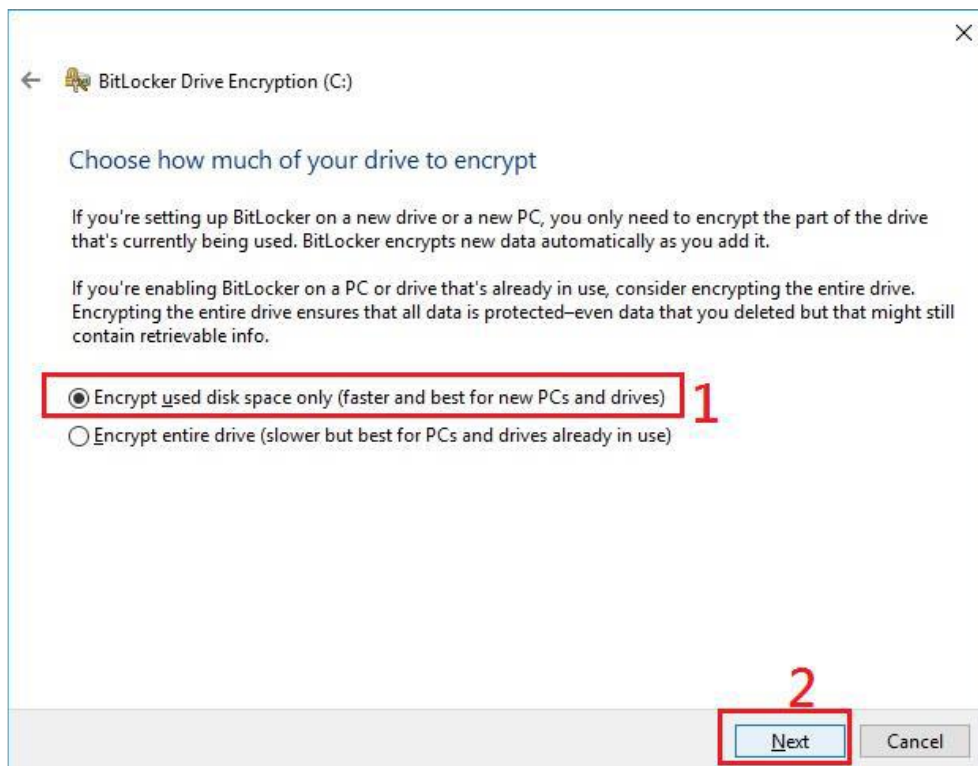 BitLocker Drive Encryption (C:)
Choose how much of your drive to encrypt
If you're setting up BitLocker on a new drive or a new PC, you only need to encrypt the part of the drive
that's currently being used. BitLocker encrypts new data automatically as you add it.
If you're enabling BitLocker on a PC or drive that's already in use, consider encrypting the entire drive.
Encrypting the entire drive ensures that all data is protected–even data that you deleted but that might still
contain retrievable info.
Encrypt used disk space only (faster and best for new PCs and drives) 1
Encrypt entire drive (slower but best for PCs and drives already in use)
2
Next Cancel